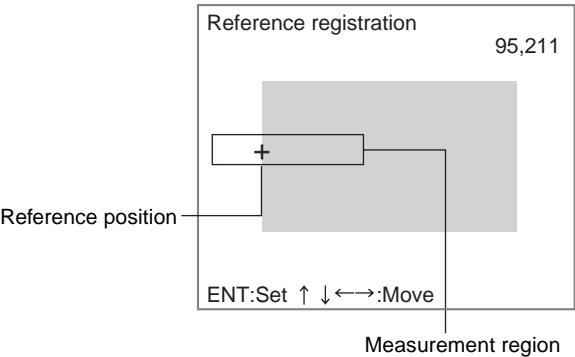 Reference registration
95,211
Reference position
ENT:Set ↑ ↓ ←→:Move
Measurement region